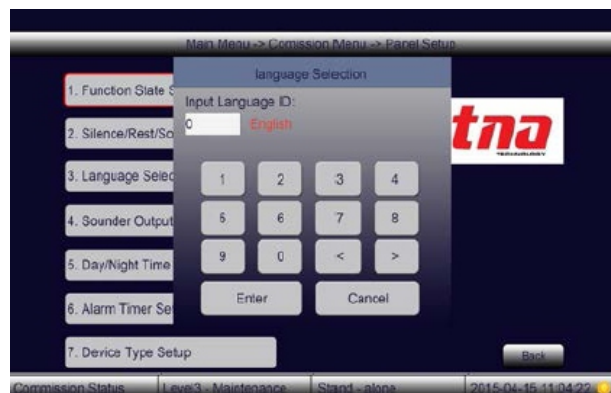 Main Menu -> Comission Menu -> Panel Setup
language Selection
1. Function State S
Input Language ID:
0 English
2. Silence/Rest/So
tna
TECHNOLOGY
3. Language Selec
1 2 3 4
4. Sounder Output
5 6 7 8
5. Day/Night Time
9 0 < >
6. Alarm Timer Se
Enter Cancel
7. Device Type Setup
Back
Commission Status Level3 - Maintenance Stand - alone 2015-04-15 11:04:22